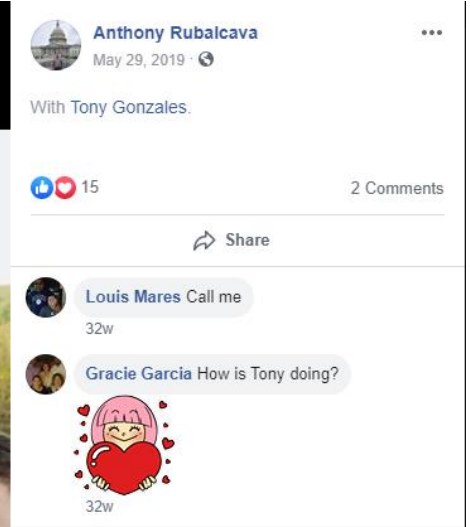 Anthony Rubalcava
May 29, 2019 ·
With Tony Gonzales.
15
2 Comments
Share
Louis Mares Call me
32w
Gracie Garcia How is Tony doing?
32w